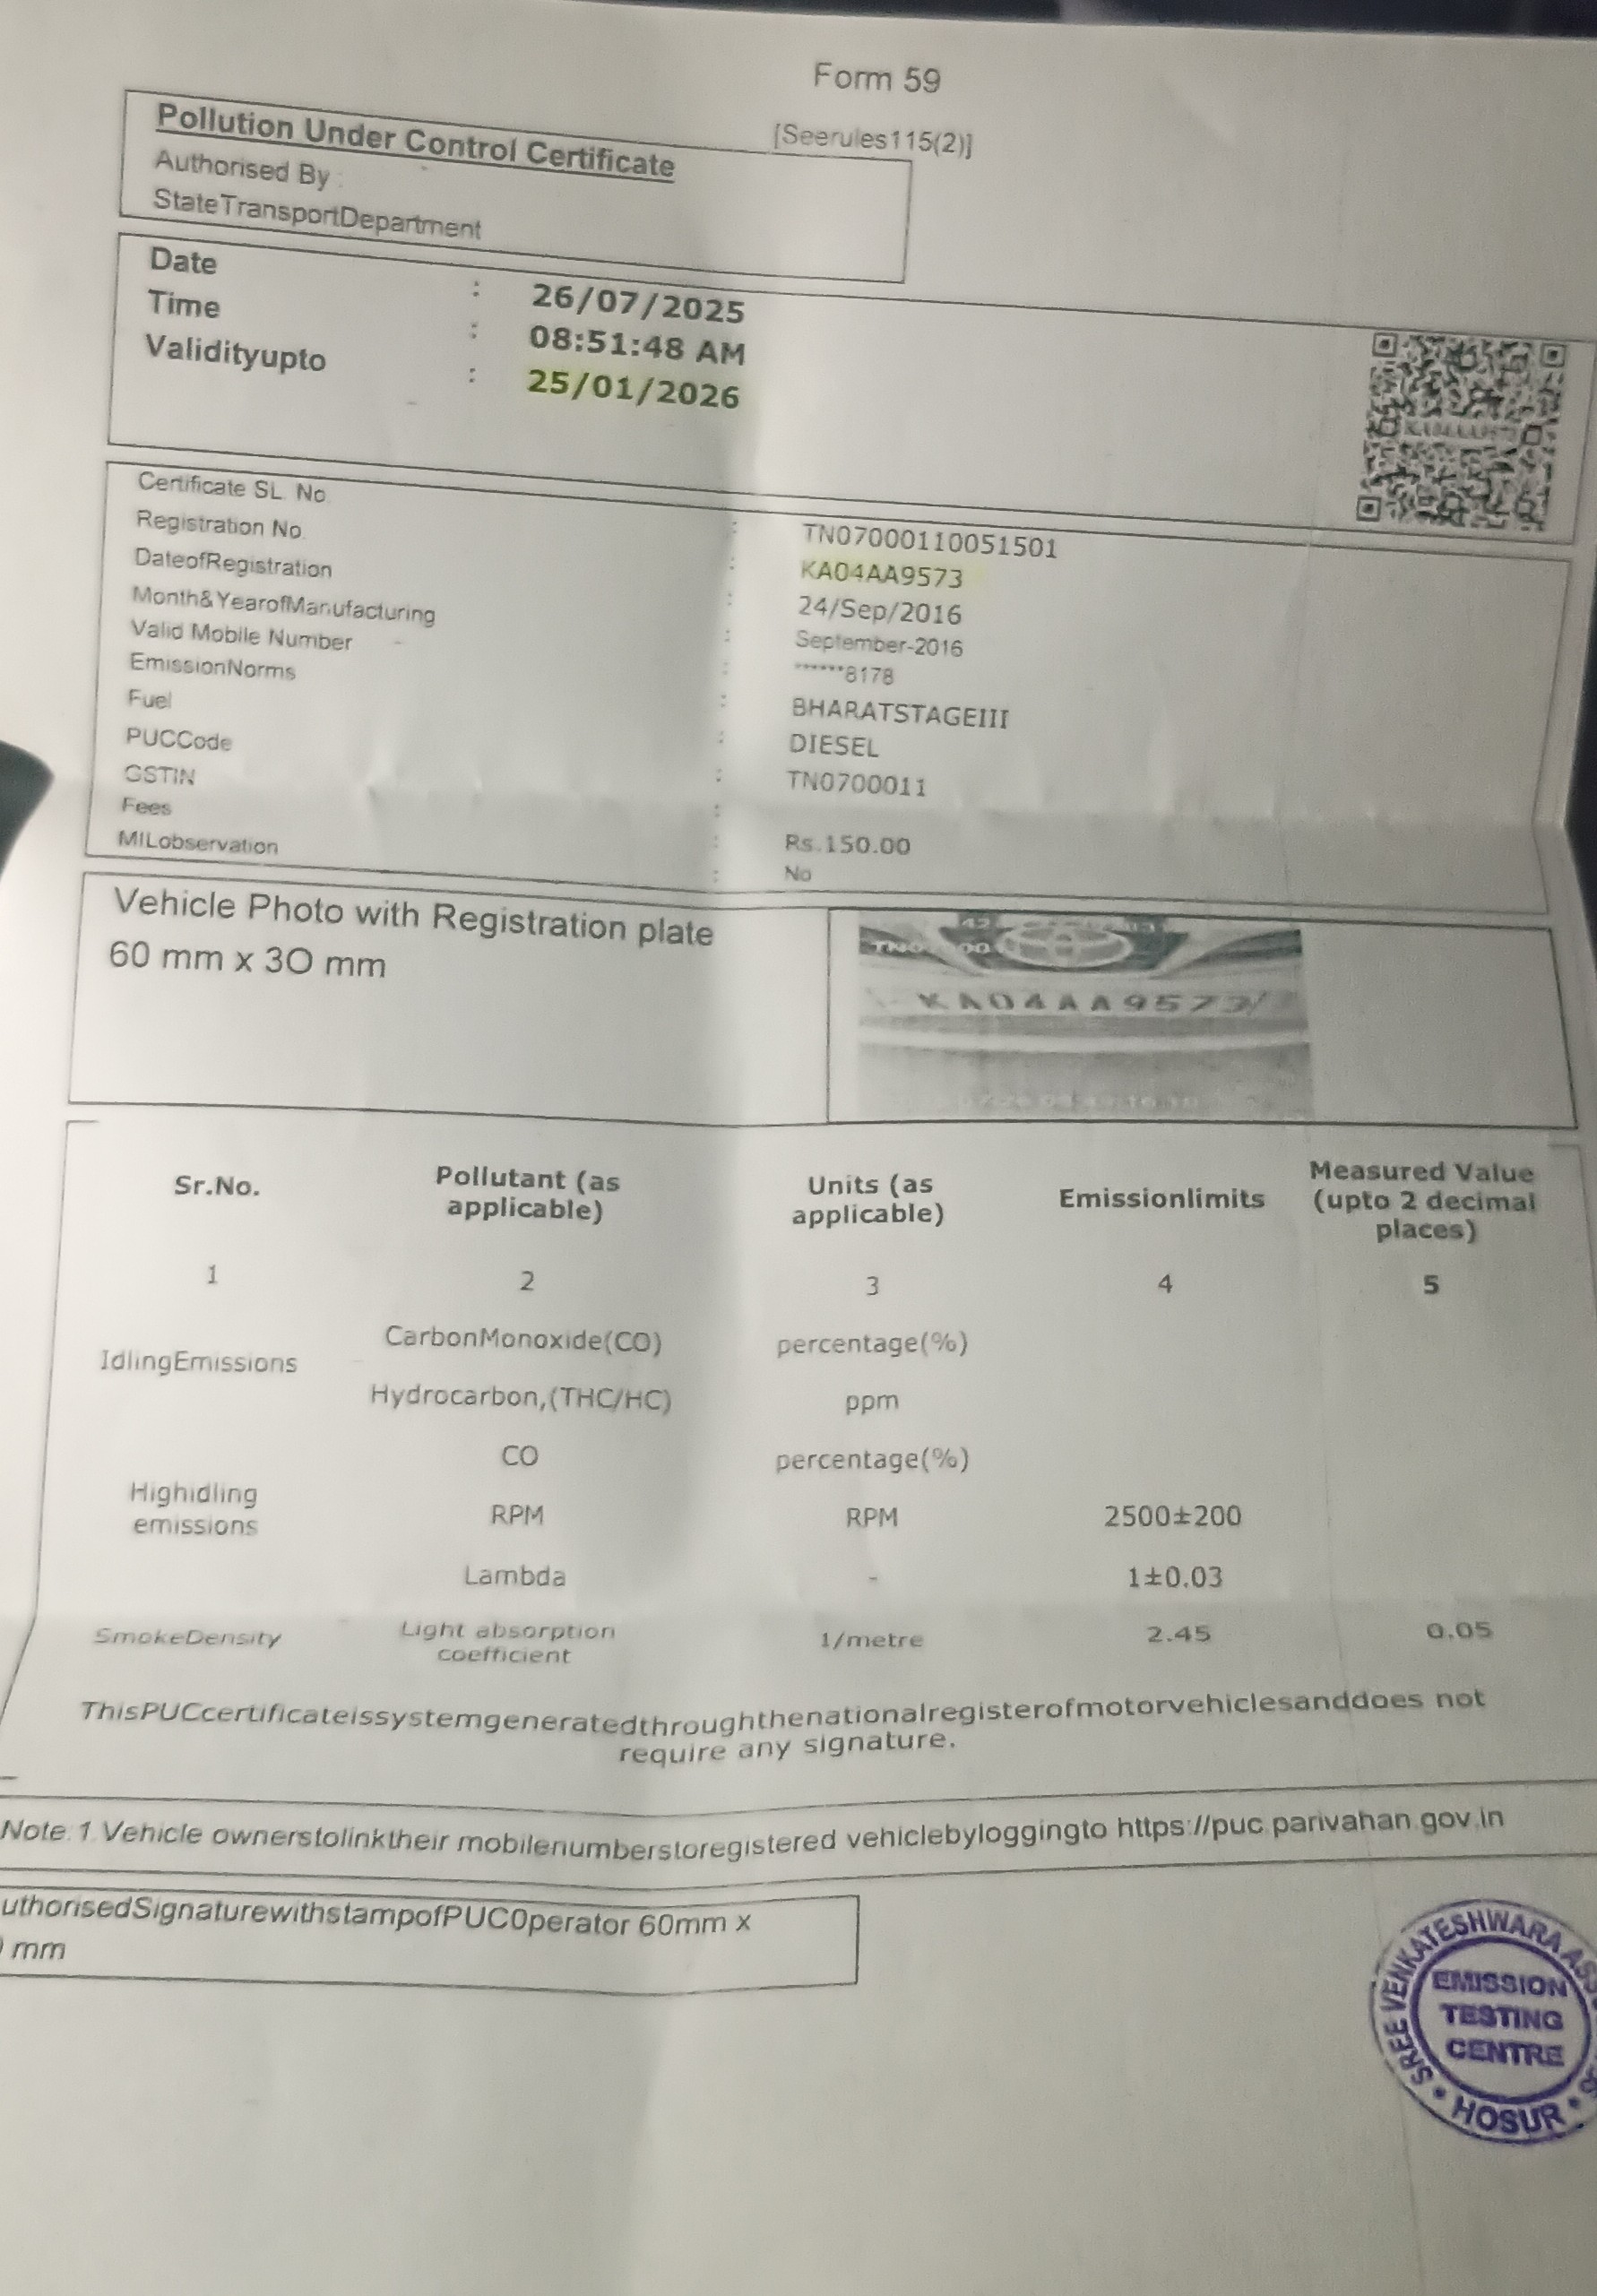 Form 59
[Seerules115(2)]
Pollution Under Control Certificate
Authorised By :
StateTransportDepartment
Date : 26/07/2025
Time : 08:51:48 AM
Validityupto : 25/01/2026
KA04AA9573
Certificate SL. No. : TN07000110051501
Registration No. : KA04AA9573
DateofRegistration : 24/Sep/2016
Month&YearofManufacturing : September-2016
Valid Mobile Number : ******8178
EmissionNorms : BHARATSTAGEIII
Fuel : DIESEL
PUCCode : TN0700011
GSTIN :
Fees : Rs.150.00
MILobservation : No
Vehicle Photo with Registration plate
60 mm x 3O mm
KA04AA9573
Sr.No. Pollutant (as applicable) Units (as applicable) Emissionlimits Measured Value (upto 2 decimal places)
1 2 3 4 5
IdlingEmissions CarbonMonoxide(CO) percentage(%)
Hydrocarbon,(THC/HC) ppm
Highidling emissions CO percentage(%)
RPM RPM 2500±200
Lambda - 1±0.03
SmokeDensity Light absorption coefficient 1/metre 2.45 0.05
ThisPUCcertificateissystemgeneratedthroughthenationalregisterofmotorvehiclesanddoes not
require any signature.
Note:1.Vehicle ownerstolinktheir mobilenumberstoregistered vehiclebyloggingto https://puc.parivahan.gov.in
uthorisedSignaturewithstampofPUC0perator 60mm x
mm
SREE VENKATESHWARA
EMISSION
TESTING
CENTRE
HOSUR